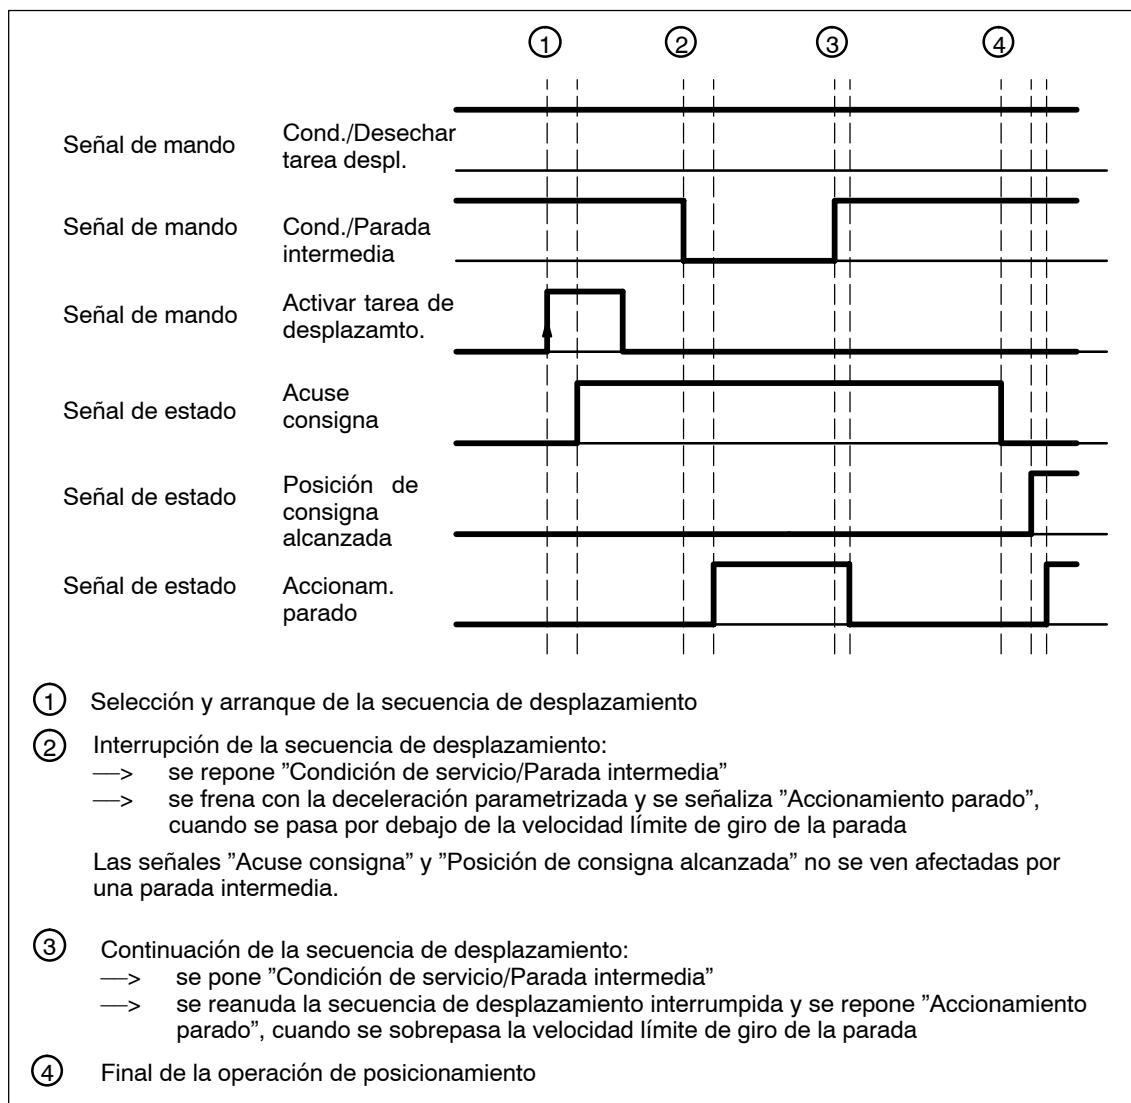 1 2 3 4
Señal de mando Cond./Desechar
tarea despl.
Señal de mando Cond./Parada
intermedia
Señal de mando Activar tarea de
desplazamto.
Señal de estado Acuse
consigna
Señal de estado Posición de
consigna
alcanzada
Señal de estado Accionam.
parado
1 Selección y arranque de la secuencia de desplazamiento
2 Interrupción de la secuencia de desplazamiento:
—> se repone ”Condición de servicio/Parada intermedia”
—> se frena con la deceleración parametrizada y se señaliza ”Accionamiento parado”,
cuando se pasa por debajo de la velocidad límite de giro de la parada
Las señales ”Acuse consigna” y ”Posición de consigna alcanzada” no se ven afectadas por
una parada intermedia.
3 Continuación de la secuencia de desplazamiento:
—> se pone ”Condición de servicio/Parada intermedia”
—> se reanuda la secuencia de desplazamiento interrumpida y se repone ”Accionamiento
parado”, cuando se sobrepasa la velocidad límite de giro de la parada
4 Final de la operación de posicionamiento